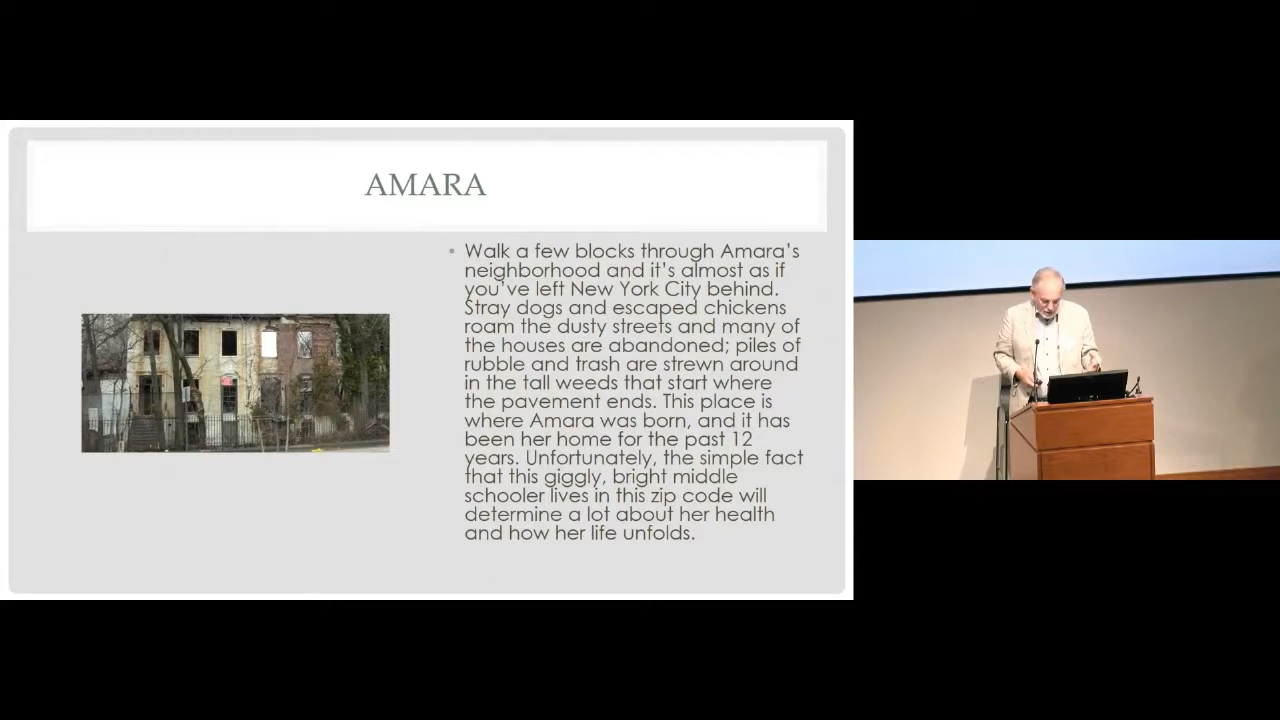 AMARA
• Walk a few blocks through Amara's
neighborhood and it's almost as if
you've left New York City behind.
Stray dogs and escaped chickens
roam the dusty streets and many of
the houses are abandoned; piles of
rubble and trash are strewn around
in the tall weeds that start where
the pavement ends. This place is
where Amara was born, and it has
been her home for the past 12
years. Unfortunately, the simple fact
that this giggly, bright middle
schooler lives in this zip code will
determine a lot about her health
and how her life unfolds.